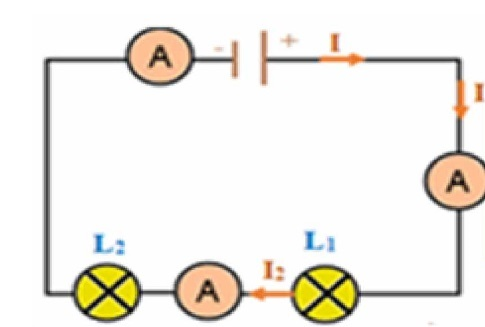 A - + I
I
A
L₂ L₁
A I₂